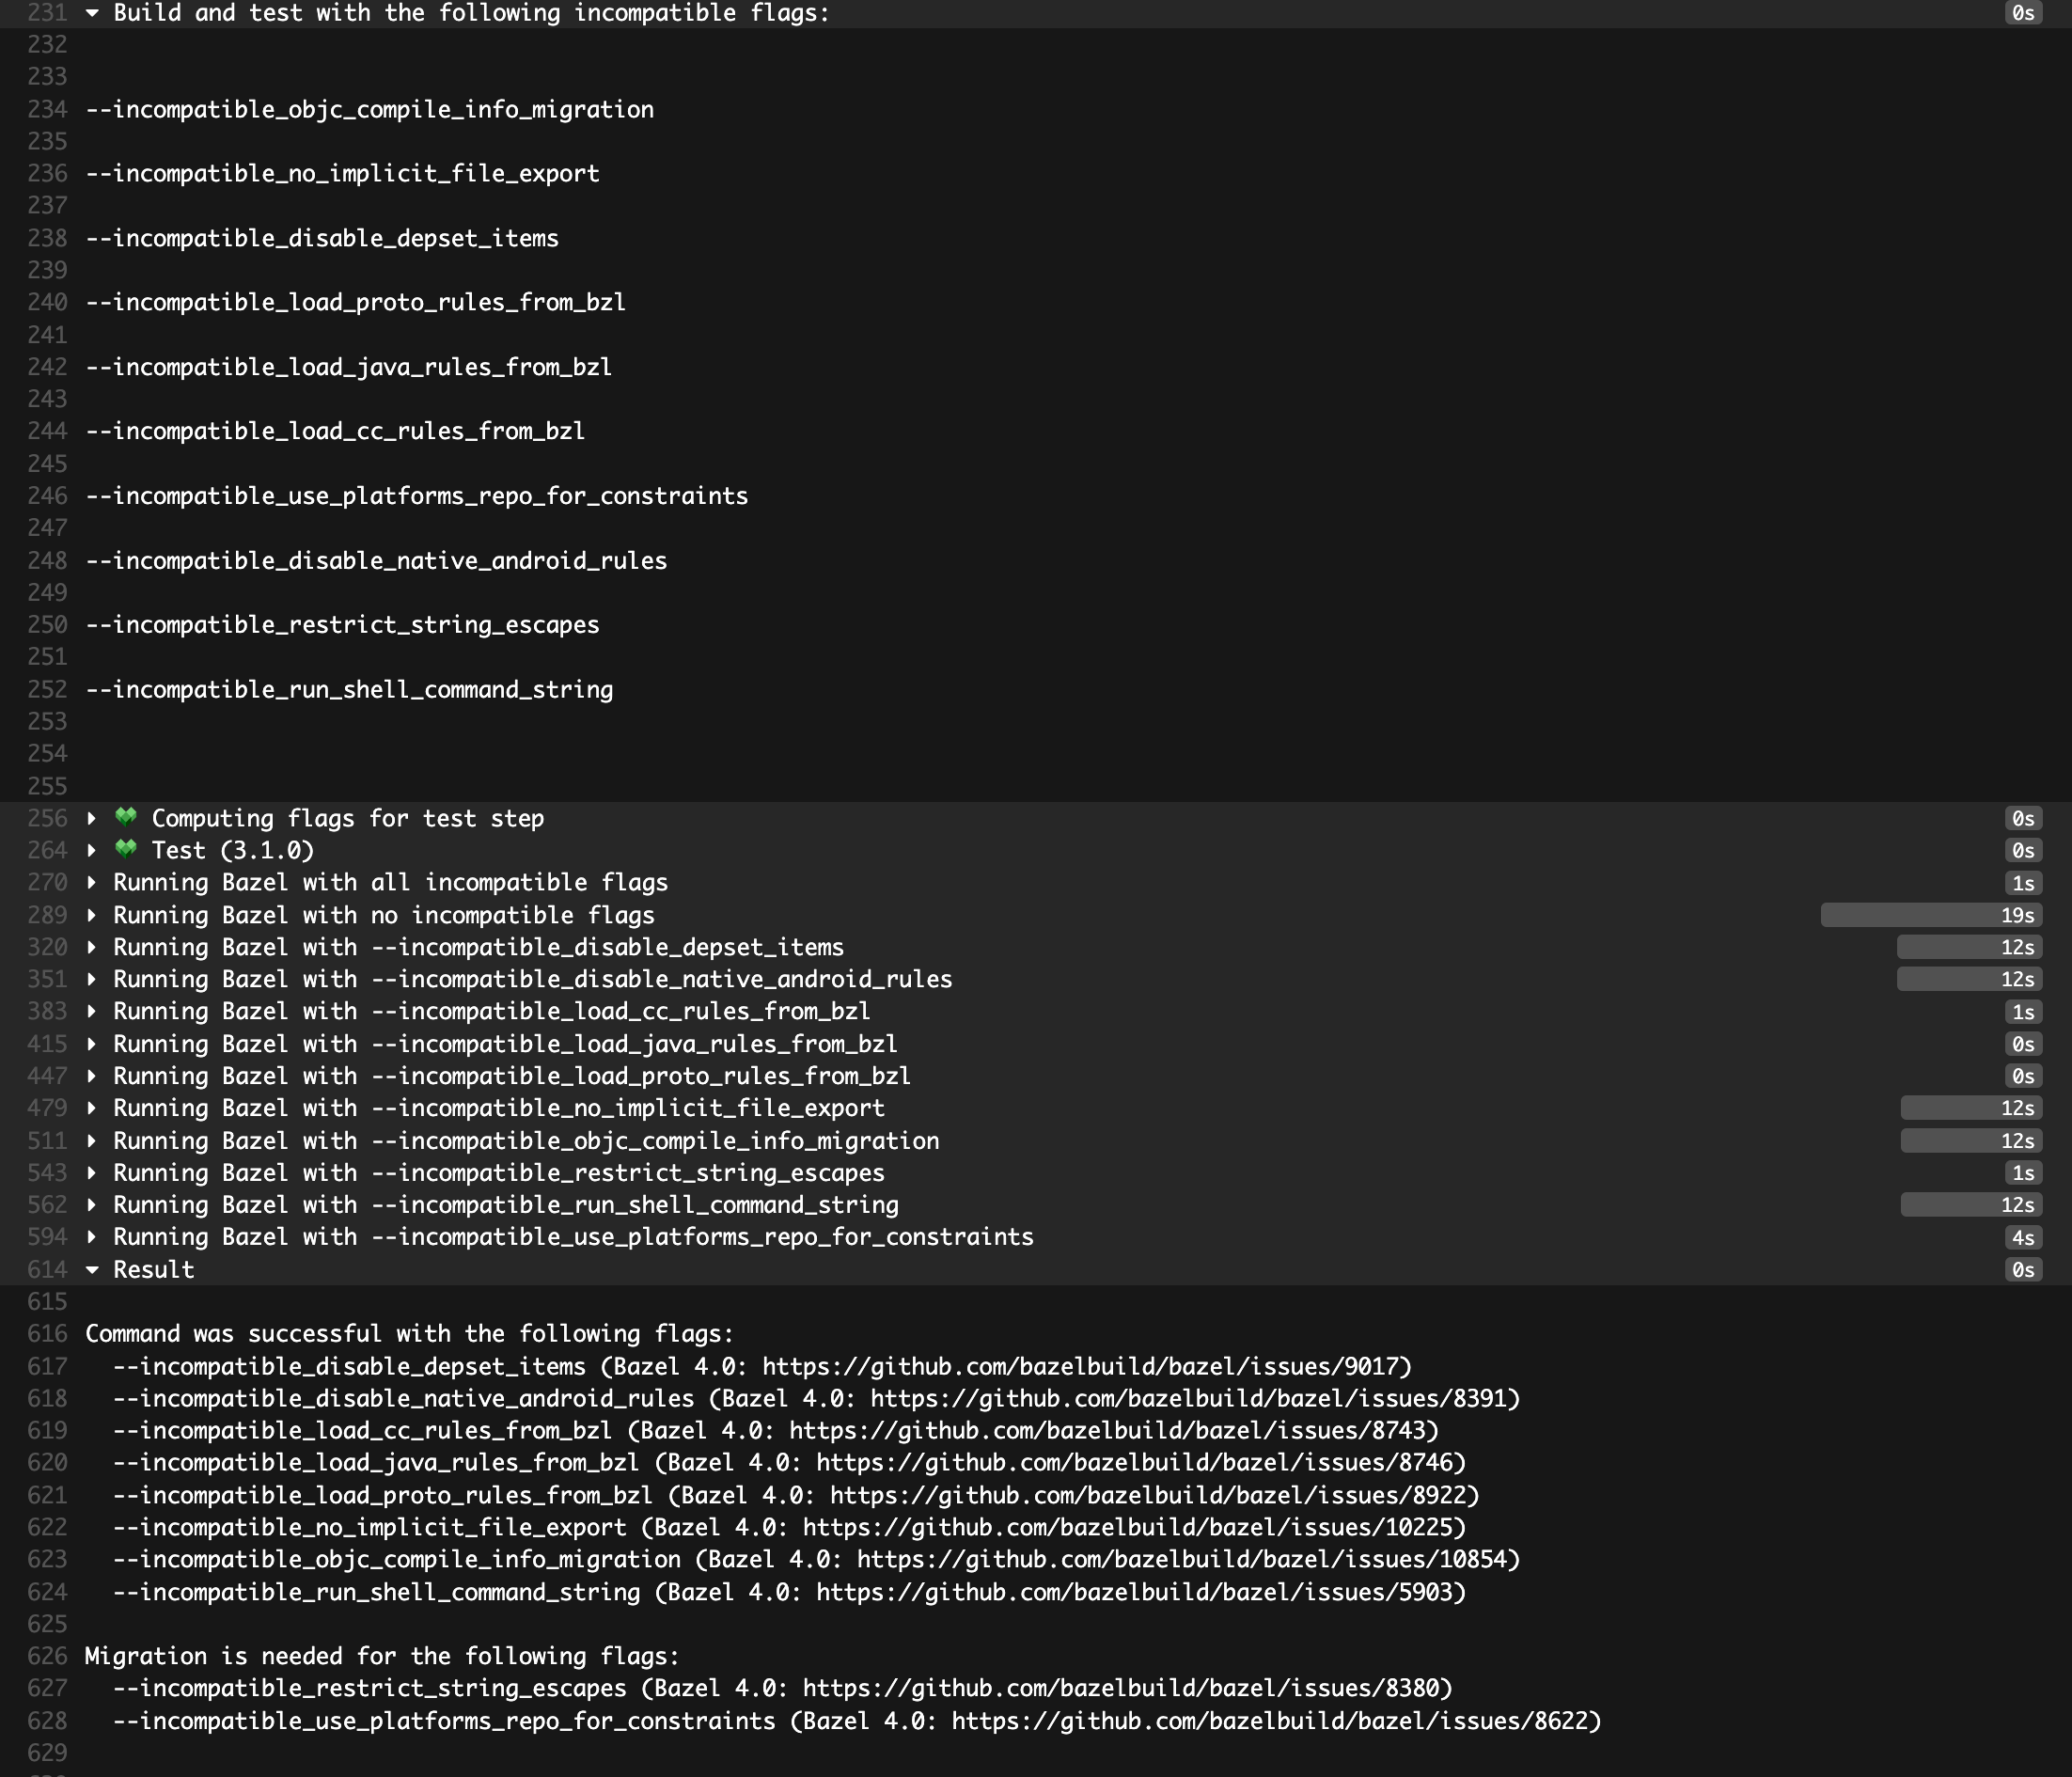 231 Build and test with the following incompatible flags: 0s
232
233
234 --incompatible_objc_compile_info_migration
235
236 --incompatible_no_implicit_file_export
237
238 --incompatible_disable_depset_items
239
240 --incompatible_load_proto_rules_from_bzl
241
242 --incompatible_load_java_rules_from_bzl
243
244 --incompatible_load_cc_rules_from_bzl
245
246 --incompatible_use_platforms_repo_for_constraints
247
248 --incompatible_disable_native_android_rules
249
250 --incompatible_restrict_string_escapes
251
252 --incompatible_run_shell_command_string
253
254
255
256 Computing flags for test step 0s
264 Test (3.1.0) 0s
270 Running Bazel with all incompatible flags 1s
289 Running Bazel with no incompatible flags 19s
320 Running Bazel with --incompatible_disable_depset_items 12s
351 Running Bazel with --incompatible_disable_native_android_rules 12s
383 Running Bazel with --incompatible_load_cc_rules_from_bzl 1s
415 Running Bazel with --incompatible_load_java_rules_from_bzl 0s
447 Running Bazel with --incompatible_load_proto_rules_from_bzl 0s
479 Running Bazel with --incompatible_no_implicit_file_export 12s
511 Running Bazel with --incompatible_objc_compile_info_migration 12s
543 Running Bazel with --incompatible_restrict_string_escapes 1s
562 Running Bazel with --incompatible_run_shell_command_string 12s
594 Running Bazel with --incompatible_use_platforms_repo_for_constraints 4s
614 Result 0s
615
616 Command was successful with the following flags:
617 --incompatible_disable_depset_items (Bazel 4.0: https://github.com/bazelbuild/bazel/issues/9017)
618 --incompatible_disable_native_android_rules (Bazel 4.0: https://github.com/bazelbuild/bazel/issues/8391)
619 --incompatible_load_cc_rules_from_bzl (Bazel 4.0: https://github.com/bazelbuild/bazel/issues/8743)
620 --incompatible_load_java_rules_from_bzl (Bazel 4.0: https://github.com/bazelbuild/bazel/issues/8746)
621 --incompatible_load_proto_rules_from_bzl (Bazel 4.0: https://github.com/bazelbuild/bazel/issues/8922)
622 --incompatible_no_implicit_file_export (Bazel 4.0: https://github.com/bazelbuild/bazel/issues/10225)
623 --incompatible_objc_compile_info_migration (Bazel 4.0: https://github.com/bazelbuild/bazel/issues/10854)
624 --incompatible_run_shell_command_string (Bazel 4.0: https://github.com/bazelbuild/bazel/issues/5903)
625
626 Migration is needed for the following flags:
627 --incompatible_restrict_string_escapes (Bazel 4.0: https://github.com/bazelbuild/bazel/issues/8380)
628 --incompatible_use_platforms_repo_for_constraints (Bazel 4.0: https://github.com/bazelbuild/bazel/issues/8622)
629